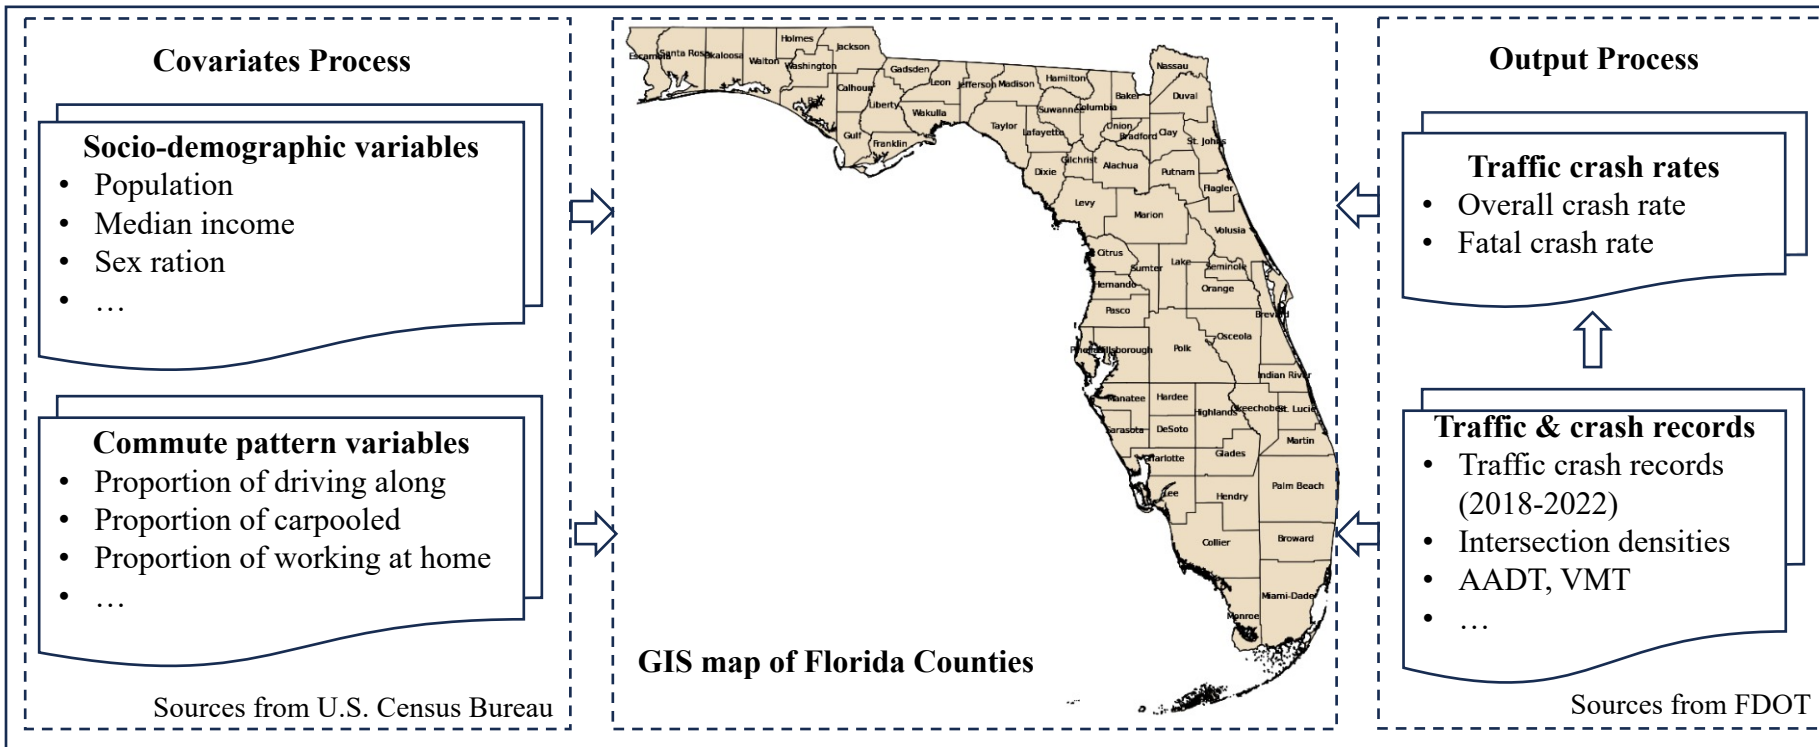 Covariates Process
Socio-demographic variables
• Population
• Median income
• Sex ration
• …
Commute pattern variables
• Proportion of driving along
• Proportion of carpooled
• Proportion of working at home
• …
Sources from U.S. Census Bureau
Holmes
Jackson
Escambia
Santa Rosa
Okaloosa
Walton
Washington
Bay
Calhoun
Gadsden
Leon
Jefferson
Madison
Hamilton
Nassau
Liberty
Wakulla
Gulf
Franklin
Taylor
Suwannee
Columbia
Baker
Duval
Lafayette
Union
Bradford
Clay
St. Johns
Dixie
Gilchrist
Alachua
Putnam
Flagler
Levy
Marion
Volusia
Citrus
Sumter
Lake
Seminole
Hernando
Orange
Pasco
Brevard
Osceola
Pinellas
Hillsborough
Polk
Indian River
Manatee
Hardee
Highlands
Okeechobee
St. Lucie
Sarasota
DeSoto
Martin
Charlotte
Glades
Lee
Hendry
Palm Beach
Collier
Broward
Miami-Dade
Monroe
GIS map of Florida Counties
Output Process
Traffic crash rates
• Overall crash rate
• Fatal crash rate
Traffic & crash records
• Traffic crash records
(2018-2022)
• Intersection densities
• AADT, VMT
• …
Sources from FDOT